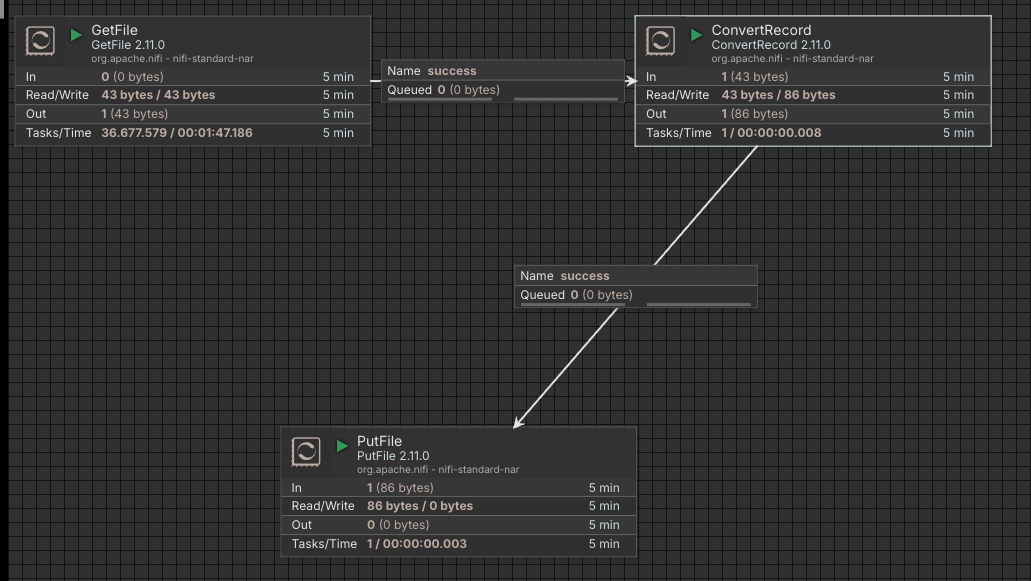 GetFile
GetFile 2.11.0
org.apache.nifi - nifi-standard-nar
In 0 (0 bytes) 5 min
Read/Write 43 bytes / 43 bytes 5 min
Out 1 (43 bytes) 5 min
Tasks/Time 36.677.579 / 00:01:47.186 5 min
Name success
Queued 0 (0 bytes)
ConvertRecord
ConvertRecord 2.11.0
org.apache.nifi - nifi-standard-nar
In 1 (43 bytes) 5 min
Read/Write 43 bytes / 86 bytes 5 min
Out 1 (86 bytes) 5 min
Tasks/Time 1 / 00:00:00.008 5 min
Name success
Queued 0 (0 bytes)
PutFile
PutFile 2.11.0
org.apache.nifi - nifi-standard-nar
In 1 (86 bytes) 5 min
Read/Write 86 bytes / 0 bytes 5 min
Out 0 (0 bytes) 5 min
Tasks/Time 1 / 00:00:00.003 5 min